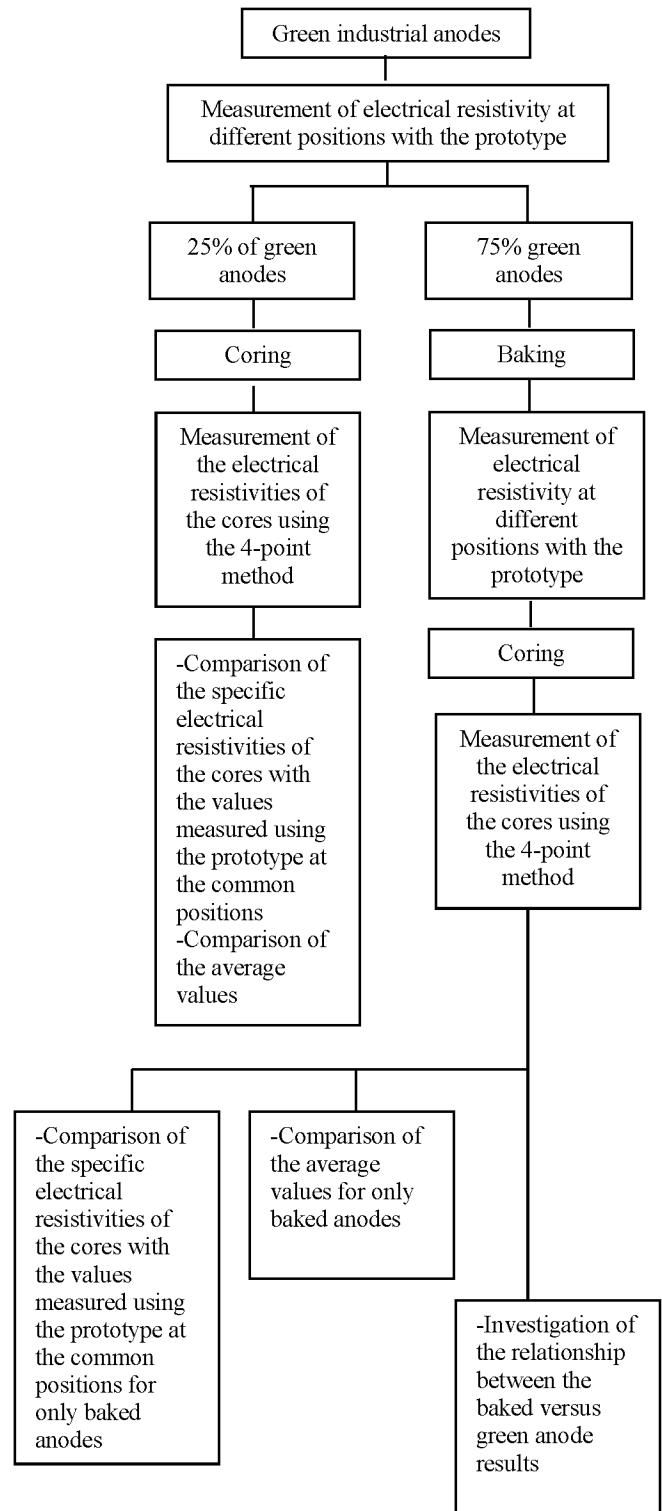 Green industrial anodes
Measurement of electrical resistivity at
different positions with the prototype
25% of green
anodes
75% green
anodes
Coring
Baking
Measurement of
the electrical
resistivities of
the cores using
the 4-point
method
Measurement of
electrical
resistivity at
different
positions with the
prototype
Coring
-Comparison of
the specific
electrical
resistivities of
the cores with
the values
measured using
the prototype at
the common
positions
-Comparison of
the average
values
Measurement of
the electrical
resistivities of
the cores using
the 4-point
method
-Comparison of
the specific
electrical
resistivities of
the cores with
the values
measured using
the prototype at
the common
positions for
only baked
anodes
-Comparison of
the average
values for only
baked anodes
-Investigation of
the relationship
between the
baked versus
green anode
results